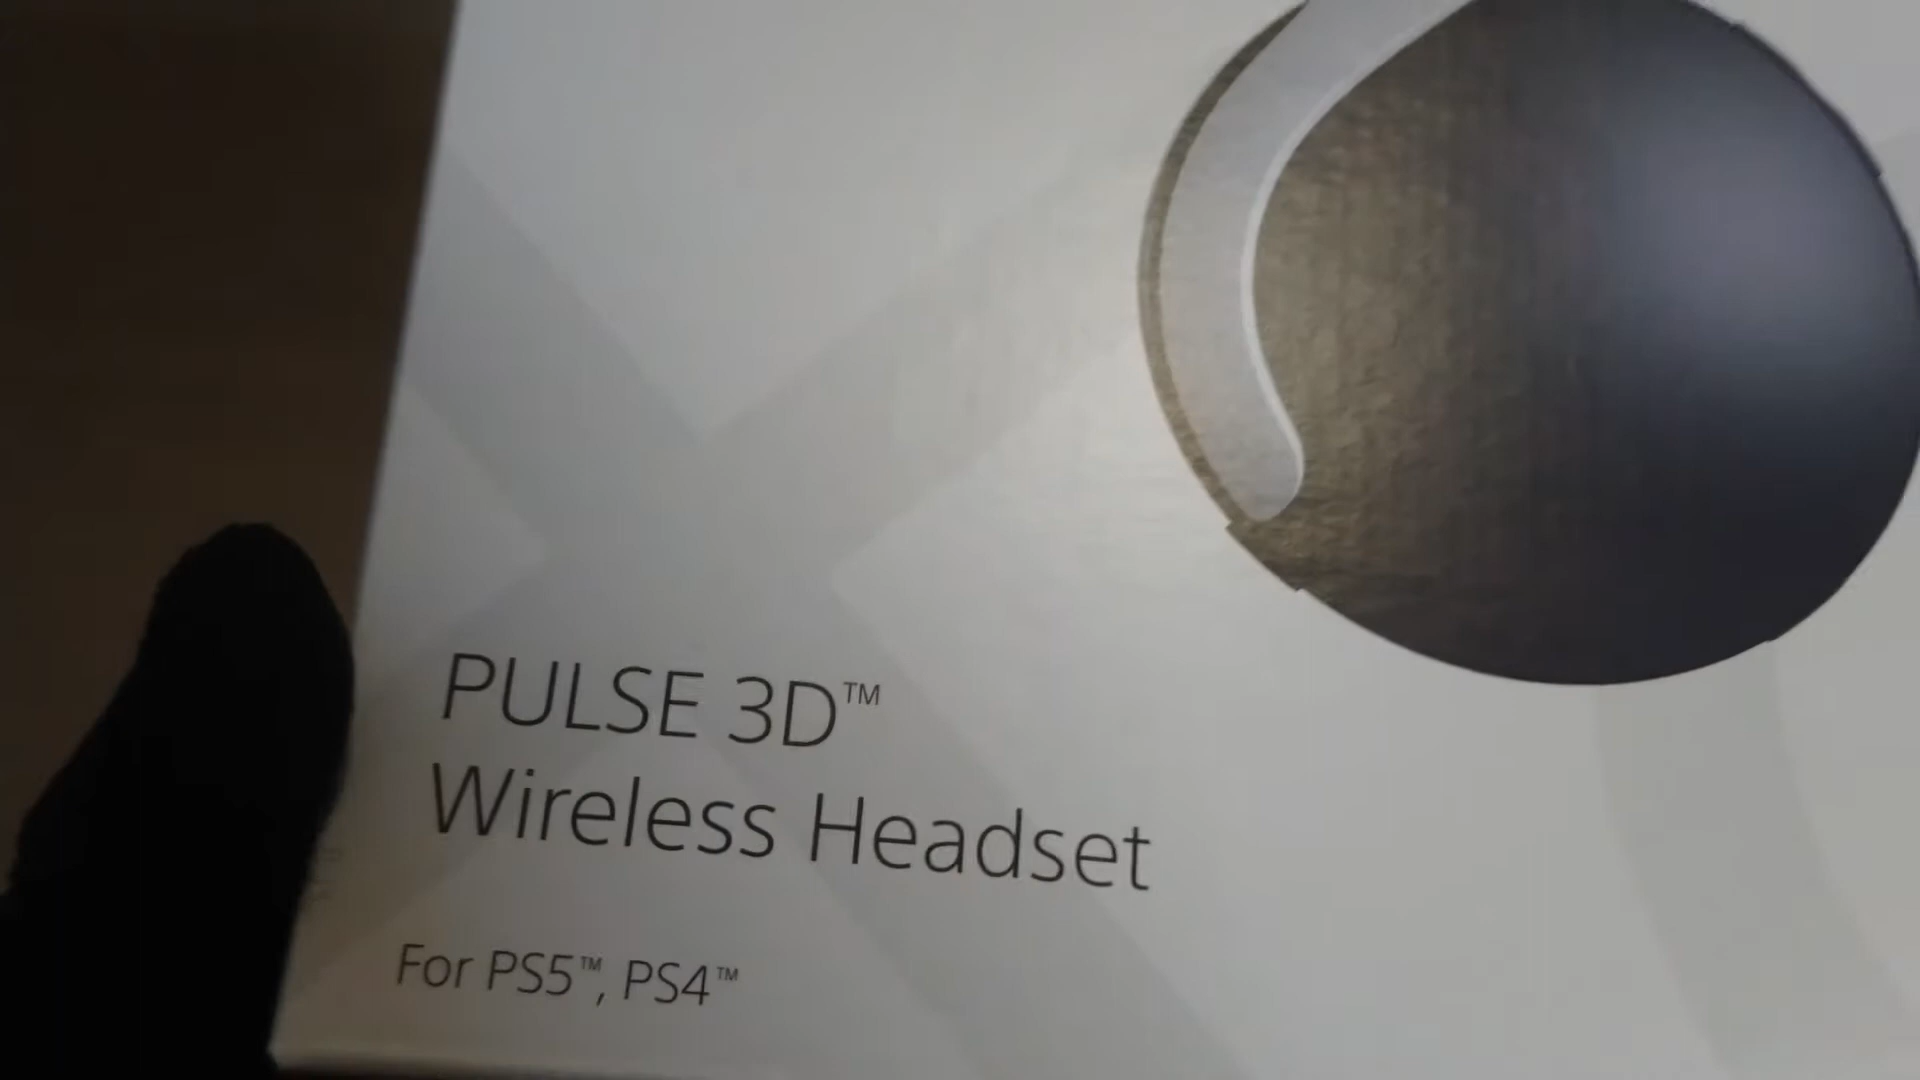 PULSE 3D™
Wireless Headset
For PS5™, PS4™